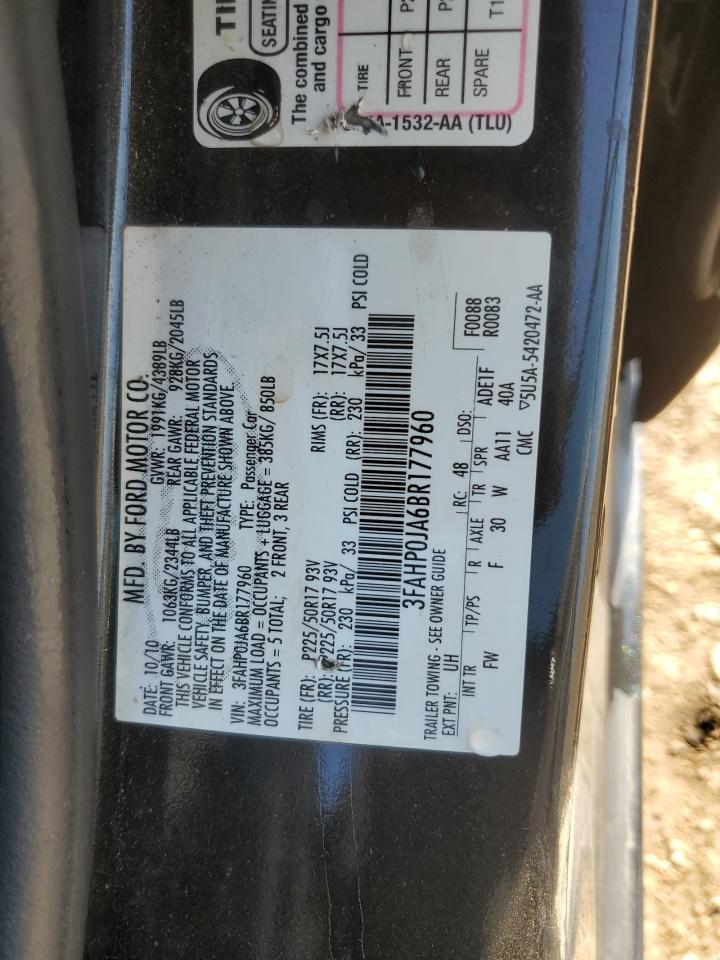 TIR
SEATIN
The combined
and cargo
TIRE
FRONT P2
REAR P2
SPARE T1
A-1532-AA (TLU)
MFD. BY FORD MOTOR CO.
DATE: 10/10 GVWR: 1991KG/4389LB
FRONT GAWR: 1063KG/2344LB REAR GAWR: 928KG/2045LB
THIS VEHICLE CONFORMS TO ALL APPLICABLE FEDERAL MOTOR
VEHICLE SAFETY, BUMPER, AND THEFT PREVENTION STANDARDS
IN EFFECT ON THE DATE OF MANUFACTURE SHOWN ABOVE.
VIN: 3FAHP0JA6BR177960 TYPE: Passenger Car
MAXIMUM LOAD = OCCUPANTS + LUGGAGE = 385KG/ 850LB
OCCUPANTS = 5 TOTAL; 2 FRONT, 3 REAR
TIRE (FR): P225/50R17 93V RIMS (FR): 17X7.5J
(RR): P225/50R17 93V (RR): 17X7.5J
PRESSURE (FR): 230 kPa/ 33 PSI COLD (RR): 230 kPa/ 33 PSI COLD
3FAHP0JA6BR177960
TRAILER TOWING - SEE OWNER GUIDE
F0088
R0083
EXT PNT: UH RC: 48 DSO:
INT TR TP/PS R AXLE TR SPR ADE1F
FW F 30 W AA11 40A
CMC ▽5U5A-5420472-AA